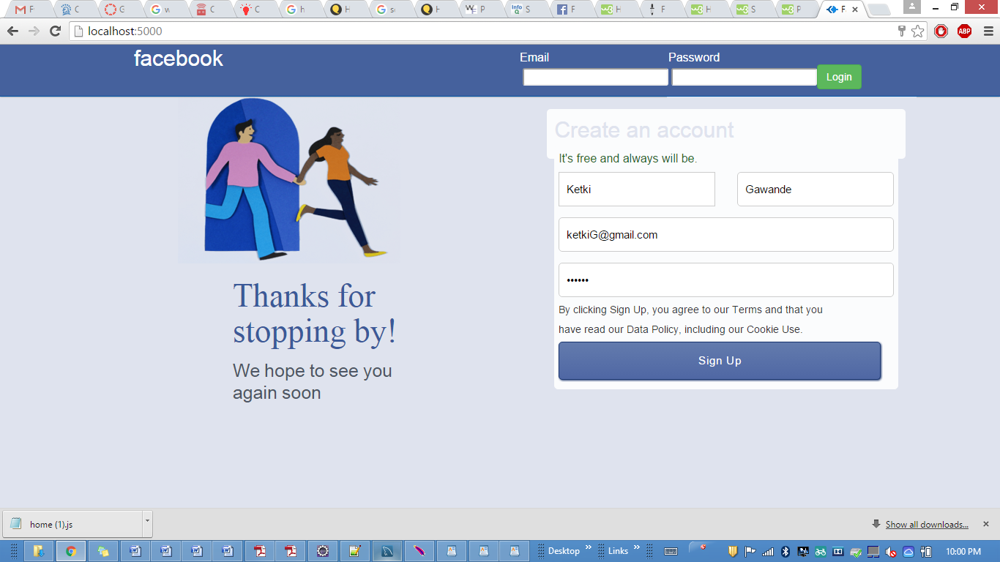 F
C
G
w
C
C
h
H
s
H
P
S
F
H
F
H
S
P
F
localhost:5000
ABP
facebook
Email
Password
Login
Create an account
It's free and always will be.
Ketki
Gawande
ketkiG@gmail.com
••••••
By clicking Sign Up, you agree to our Terms and that you
have read our Data Policy, including our Cookie Use.
Sign Up
Thanks for
stopping by!
We hope to see you
again soon
home (1).js
Show all downloads...
Desktop
Links
10:00 PM